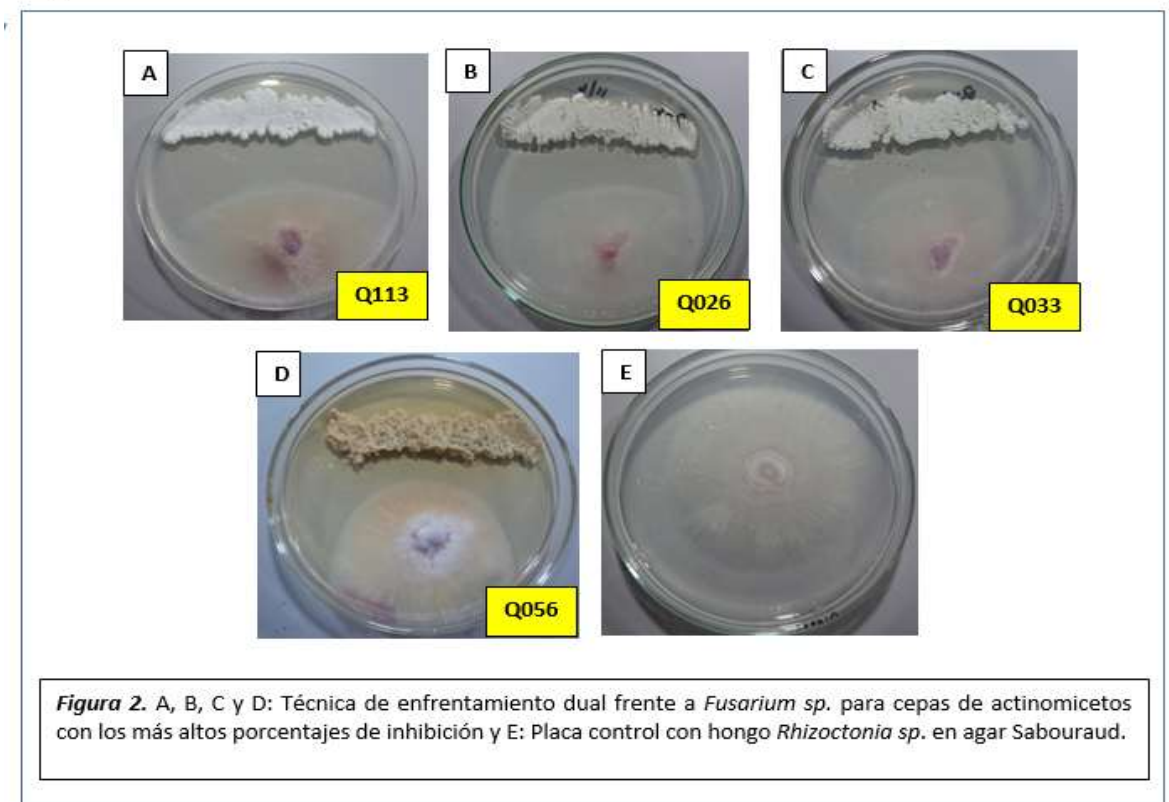 A
B
C
Q113
Q026
Q033
D
E
Q056
Figura 2. A, B, C y D: Técnica de enfrentamiento dual frente a Fusarium sp. para cepas de actinomicetos
con los más altos porcentajes de inhibición y E: Placa control con hongo Rhizoctonia sp. en agar Sabouraud.